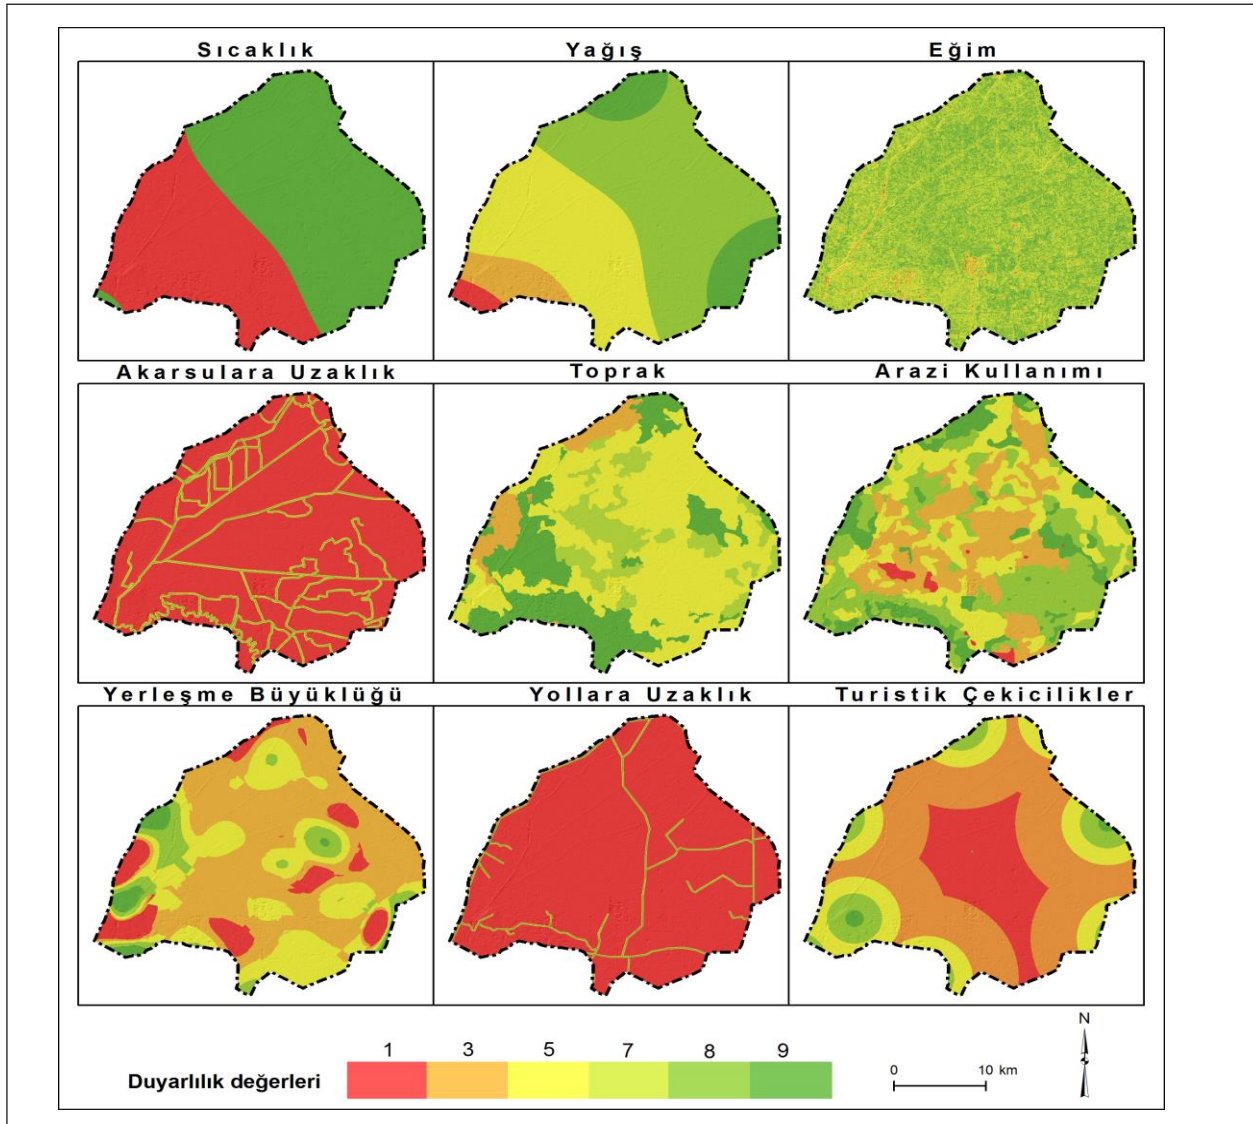 Sıcaklık
Yağış
Eğim
Akarsulara Uzaklık
Toprak
Arazi Kullanımı
Yerleşme Büyüklüğü
Yollara Uzaklık
Turistik Çekicilikler
1 3 5 7 8 9
Duyarlılık değerleri
0 10 km
N